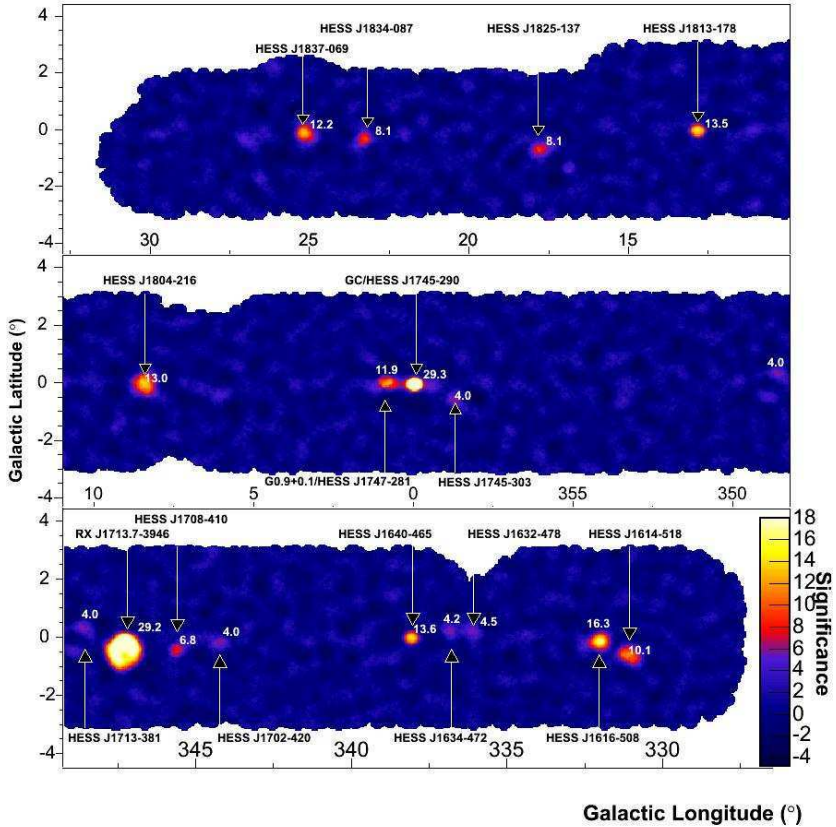 HESS J1834-087 HESS J1825-137 HESS J1813-178
HESS J1837-069
4
2
0
-2
-4
12.2 8.1 8.1 13.5
30 25 20 15
HESS J1804-216 GC/HESS J1745-290
4
2
0
-2
-4
13.0 11.9 29.3 4.0 4.0
G0.9+0.1/HESS J1747-281 HESS J1745-303
10 5 0 355 350
Galactic Latitude (°)
HESS J1708-410
RX J1713.7-3946 HESS J1640-465 HESS J1632-478 HESS J1614-518
4
2
0
-2
-4
4.0 29.2 6.8 4.0 13.6 4.2 4.5 16.3 10.1
HESS J1713-381 HESS J1702-420 HESS J1634-472 HESS J1616-508
345 340 335 330
18
16
14
12
10
8
6
4
2
0
-2
-4
Significance
Galactic Longitude (°)